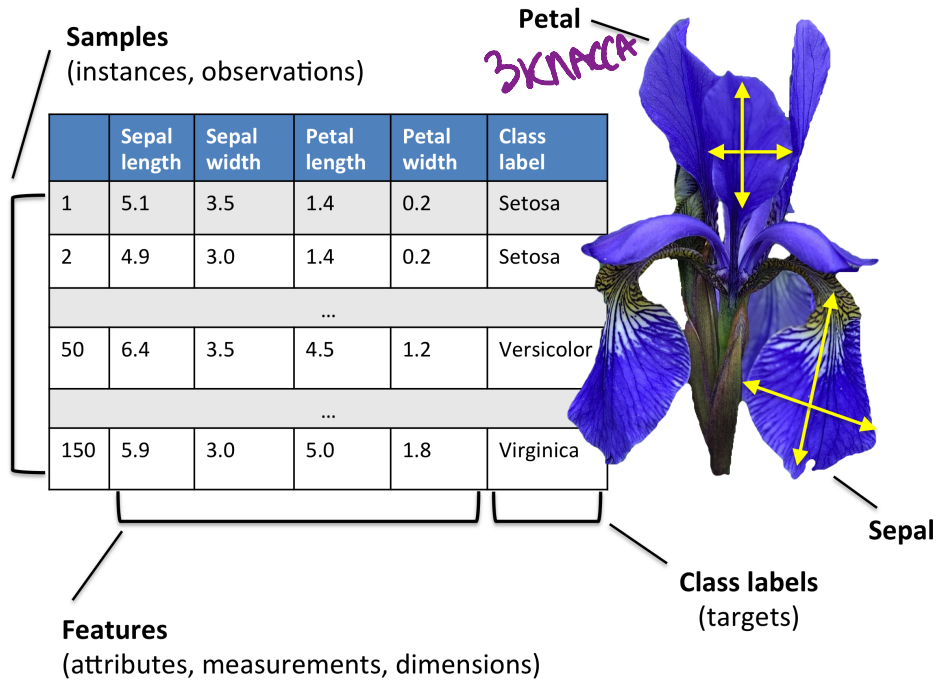 Petal
Samples
(instances, observations)
3 КЛАССА
Sepal length Sepal width Petal length Petal width Class label
1 5.1 3.5 1.4 0.2 Setosa
2 4.9 3.0 1.4 0.2 Setosa
...
50 6.4 3.5 4.5 1.2 Versicolor
...
150 5.9 3.0 5.0 1.8 Virginica
Sepal
Class labels
(targets)
Features
(attributes, measurements, dimensions)